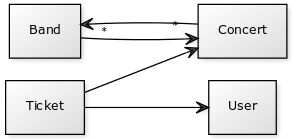 Band
*
*
Concert
Ticket
User